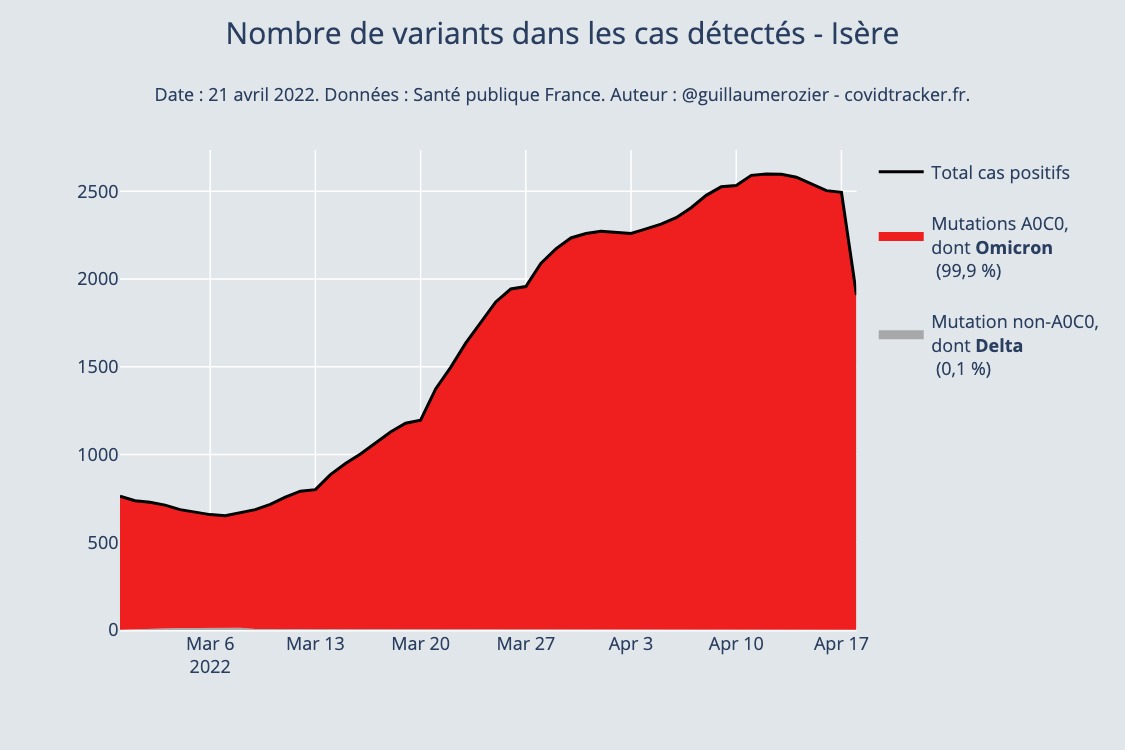 Nombre de variants dans les cas détectés - Isère
Date : 21 avril 2022. Données : Santé publique France. Auteur : @guillaumerozier - covidtracker.fr.
Total cas positifs
Mutations A0C0,
dont Omicron
(99,9 %)
Mutation non-A0C0,
dont Delta
(0,1 %)
2500
2000
1500
1000
500
0
Mar 6 Mar 13 Mar 20 Mar 27 Apr 3 Apr 10 Apr 17
2022